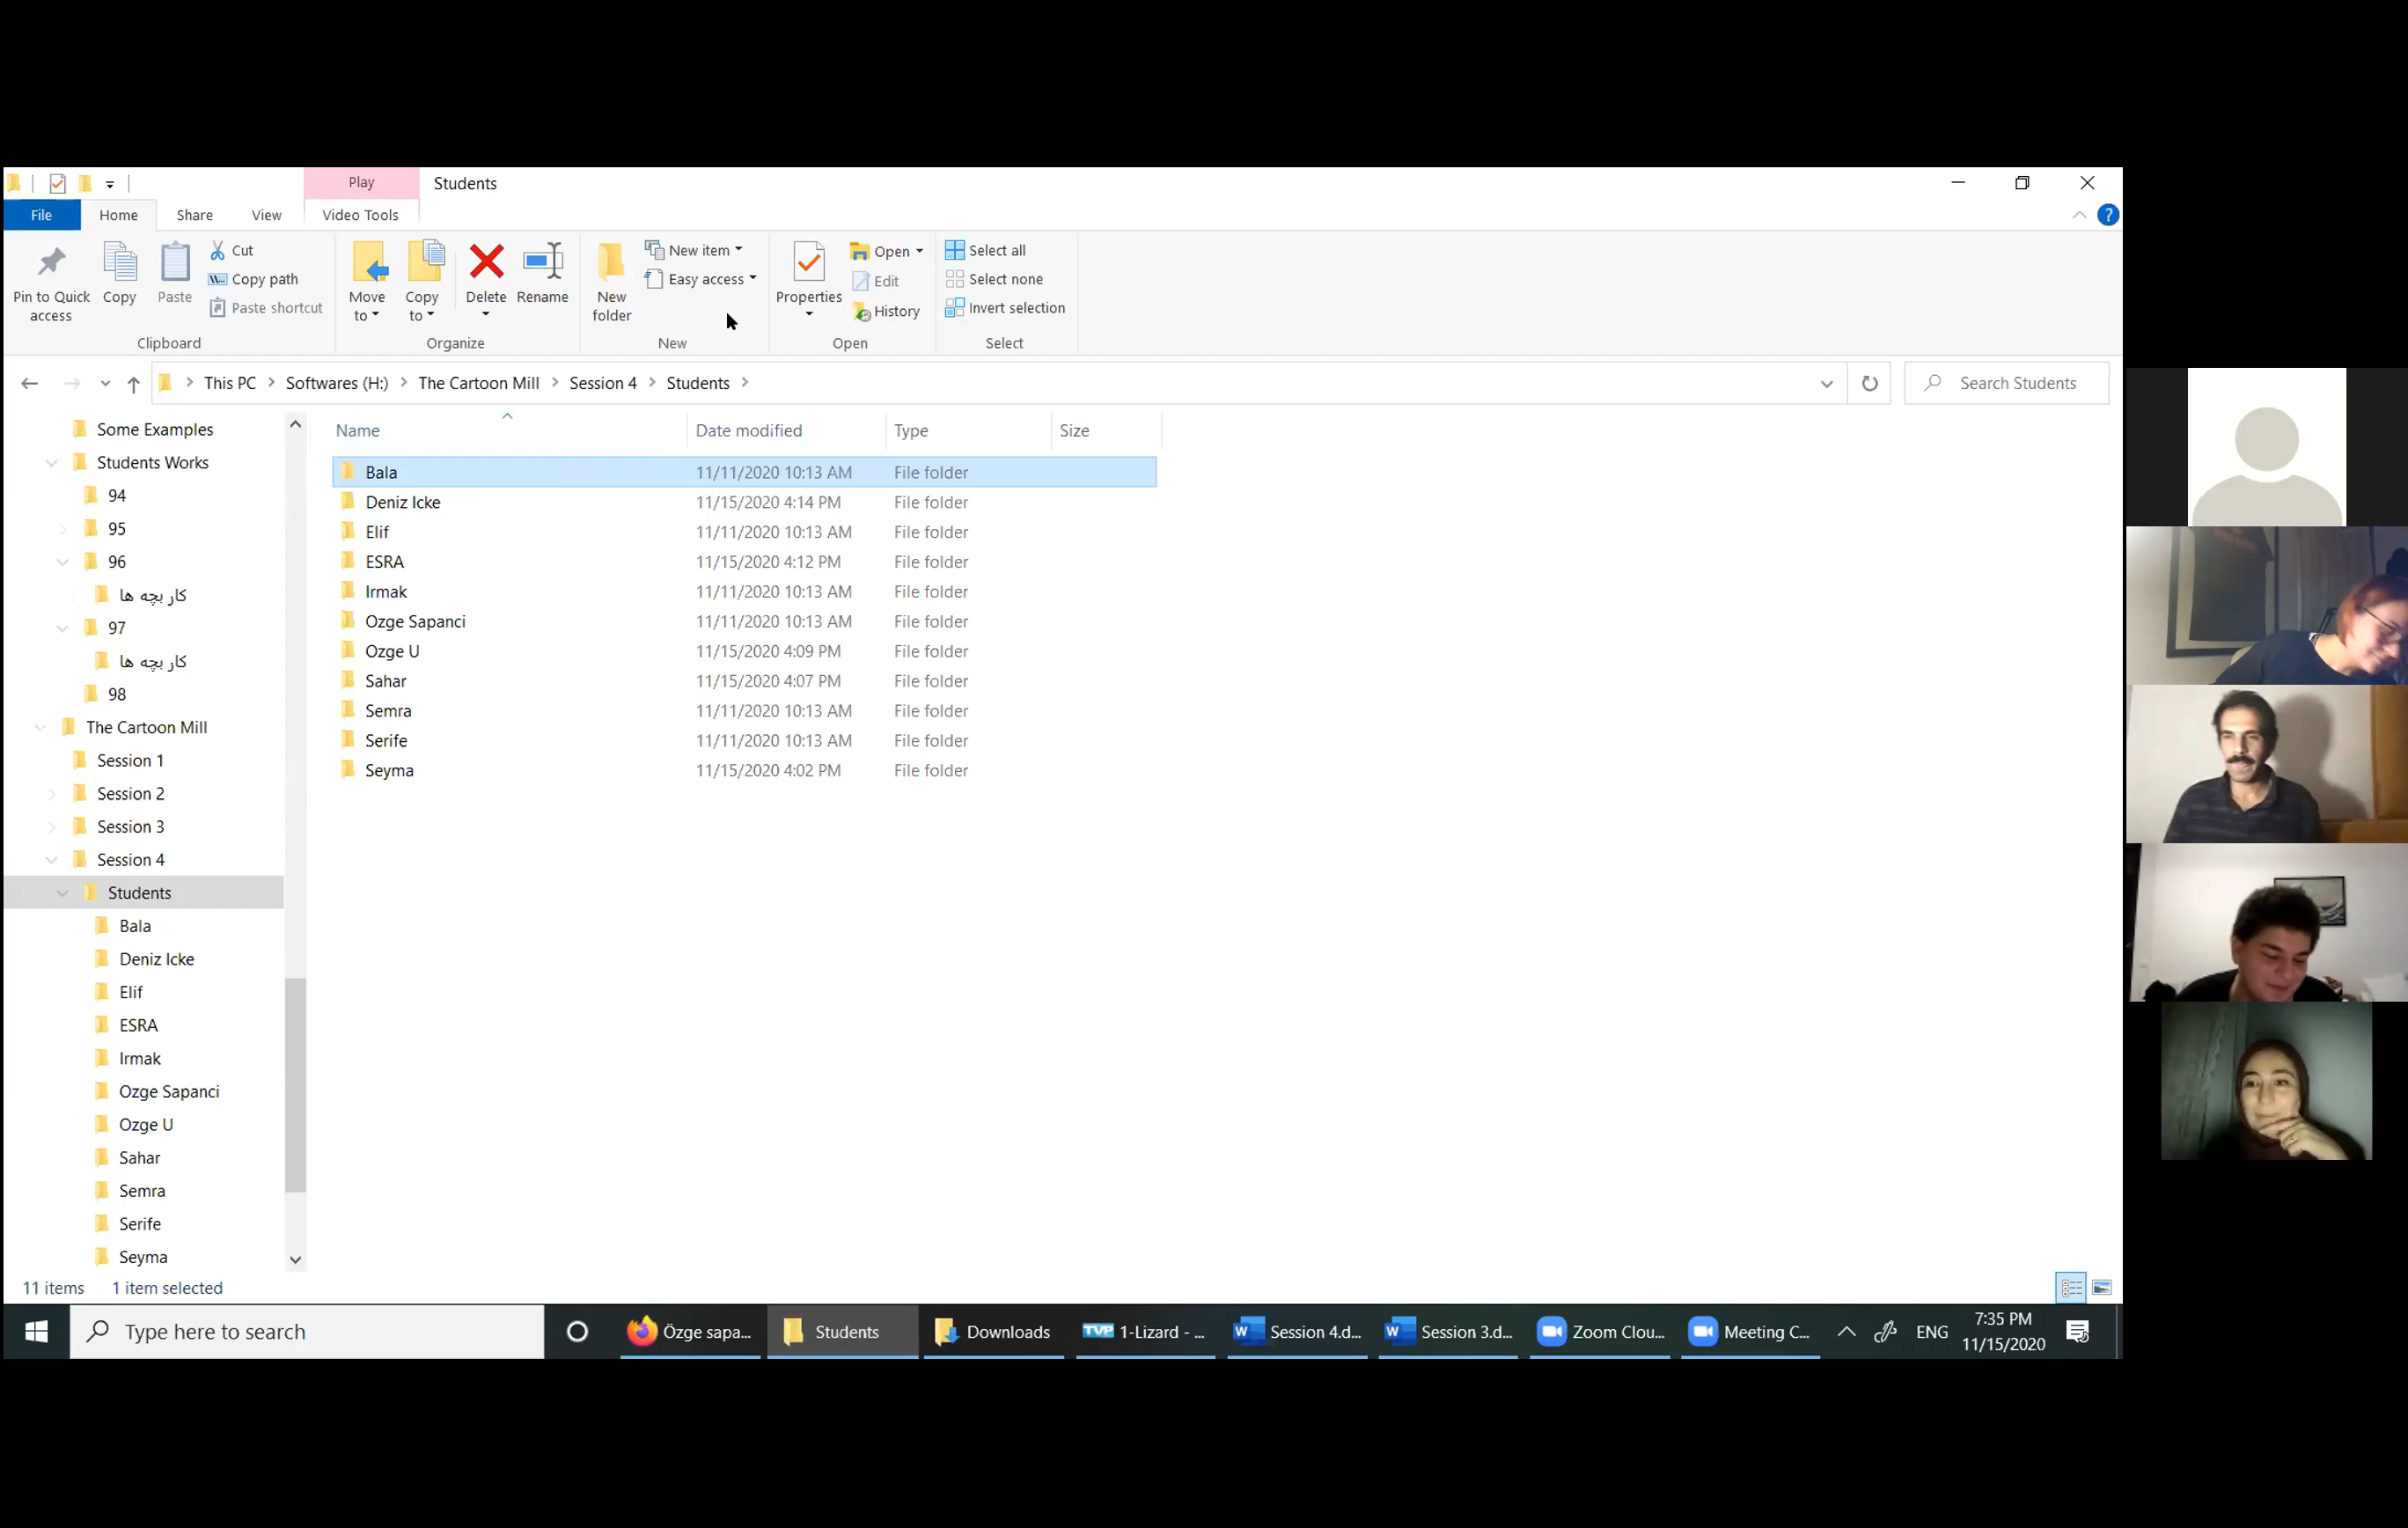 Play Students
File Home Share View Video Tools
Pin to Quick access Copy Paste Cut Copy path Paste shortcut Move to Copy to Delete Rename New folder New item Easy access Properties Open Edit History Select all Select none Invert selection
Clipboard Organize New Open Select
This PC Softwares (H:) The Cartoon Mill Session 4 Students Search Students
Some Examples
Students Works
94
95
96
کار بچه ها
97
کار بچه ها
98
The Cartoon Mill
Session 1
Session 2
Session 3
Session 4
Students
Bala
Deniz Icke
Elif
ESRA
Irmak
Ozge Sapanci
Ozge U
Sahar
Semra
Serife
Seyma
Name Date modified Type Size
Bala 11/11/2020 10:13 AM File folder
Deniz Icke 11/15/2020 4:14 PM File folder
Elif 11/11/2020 10:13 AM File folder
ESRA 11/15/2020 4:12 PM File folder
Irmak 11/11/2020 10:13 AM File folder
Ozge Sapanci 11/11/2020 10:13 AM File folder
Ozge U 11/15/2020 4:09 PM File folder
Sahar 11/15/2020 4:07 PM File folder
Semra 11/11/2020 10:13 AM File folder
Serife 11/11/2020 10:13 AM File folder
Seyma 11/15/2020 4:02 PM File folder
11 items 1 item selected
Type here to search Özge sapa... Students Downloads TVP 1-Lizard - ... Session 4.d... Session 3.d... Zoom Clou... Meeting C... ENG 7:35 PM
11/15/2020